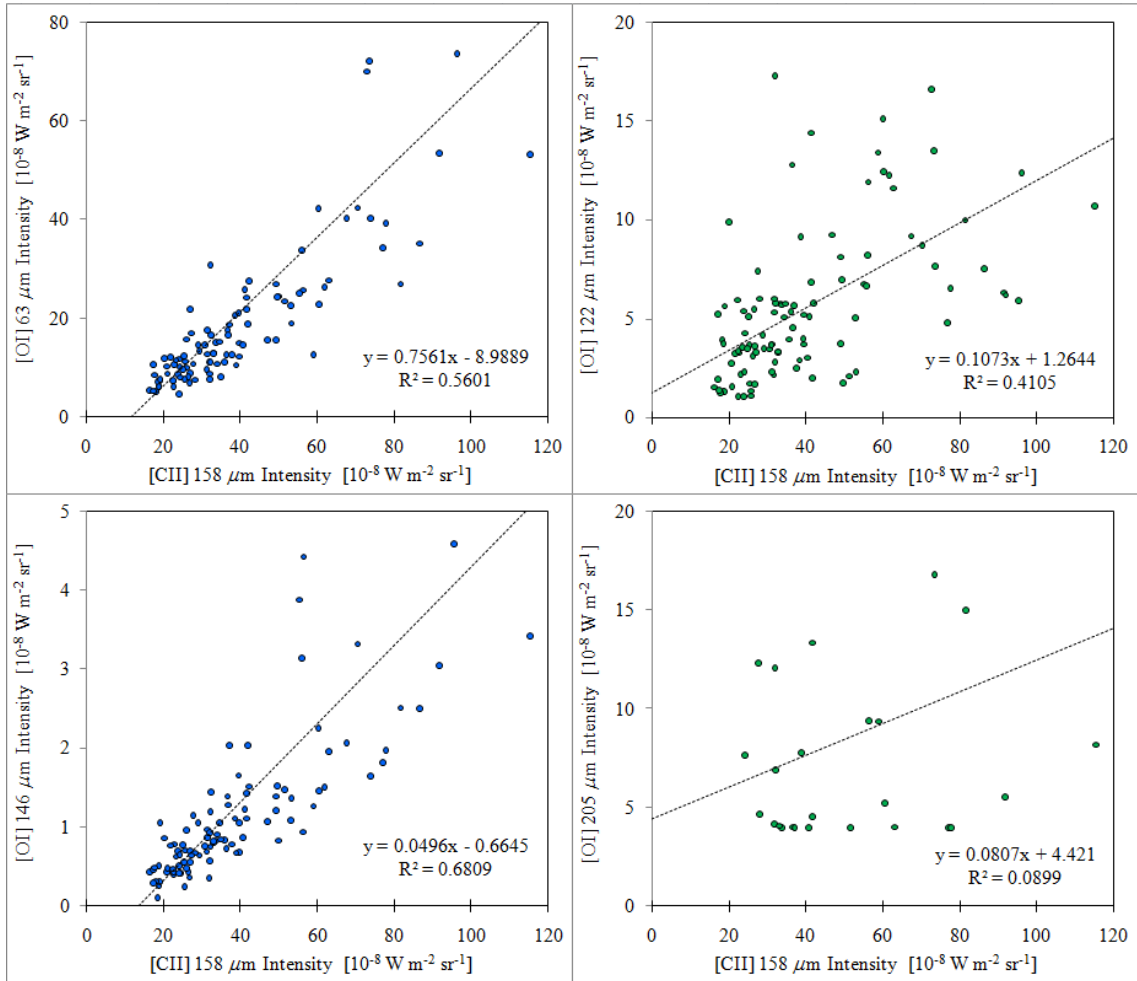 [OI] 63 μm Intensity [10⁻⁸ W m⁻² sr⁻¹]
80
60
40
20
0
y = 0.7561x - 8.9889
R² = 0.5601
0 20 40 60 80 100 120
[CII] 158 μm Intensity [10⁻⁸ W m⁻² sr⁻¹]
[OI] 122 μm Intensity [10⁻⁸ W m⁻² sr⁻¹]
20
15
10
5
0
y = 0.1073x + 1.2644
R² = 0.4105
0 20 40 60 80 100 120
[CII] 158 μm Intensity [10⁻⁸ W m⁻² sr⁻¹]
[OI] 146 μm Intensity [10⁻⁸ W m⁻² sr⁻¹]
5
4
3
2
1
0
y = 0.0496x - 0.6645
R² = 0.6809
0 20 40 60 80 100 120
[CII] 158 μm Intensity [10⁻⁸ W m⁻² sr⁻¹]
[OI] 205 μm Intensity [10⁻⁸ W m⁻² sr⁻¹]
20
15
10
5
0
y = 0.0807x + 4.421
R² = 0.0899
0 20 40 60 80 100 120
[CII] 158 μm Intensity [10⁻⁸ W m⁻² sr⁻¹]